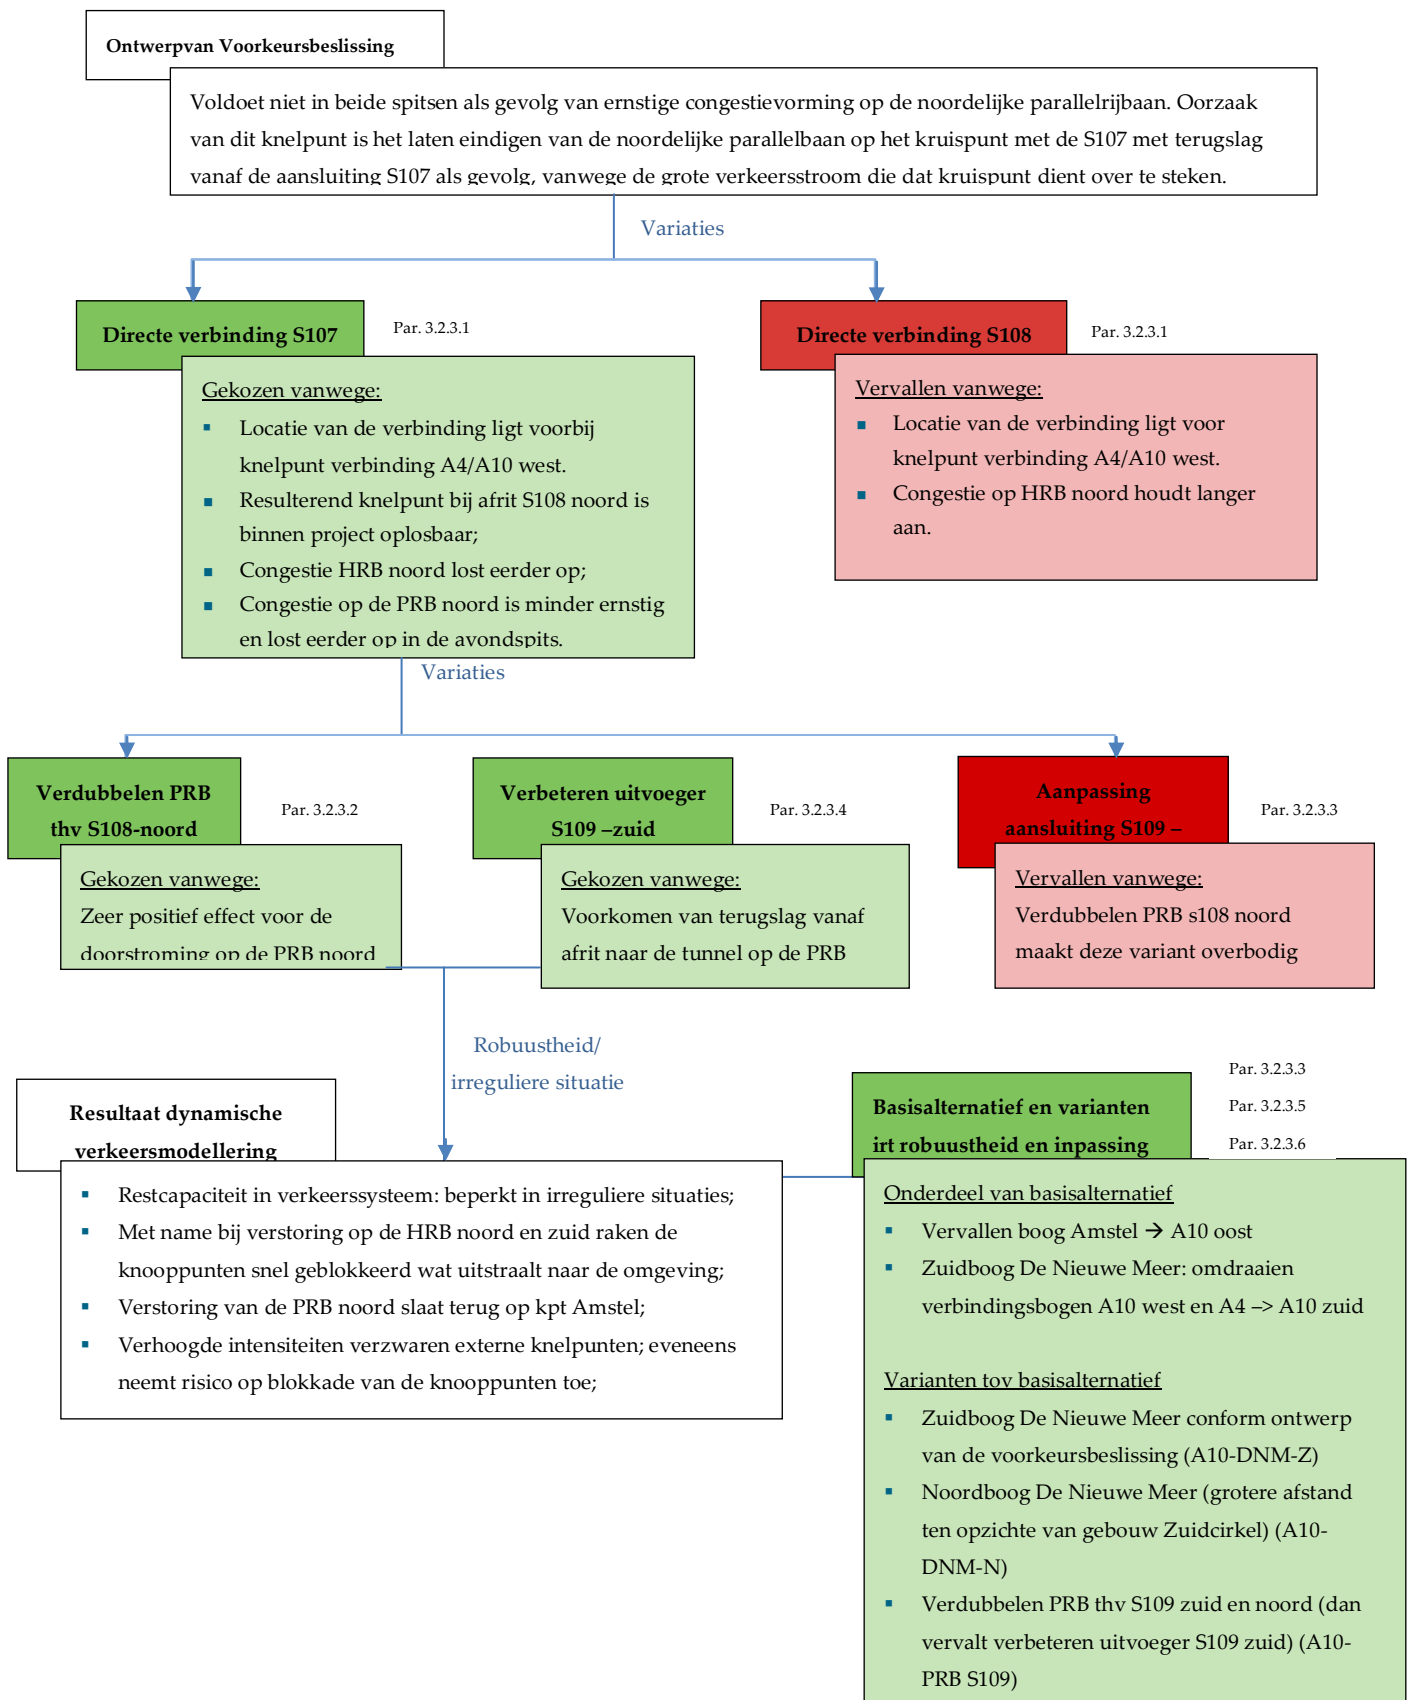 Ontwerpvan Voorkeursbeslissing
Voldoet niet in beide spitsen als gevolg van ernstige congestievorming op de noordelijke parallelrijbaan. Oorzaak
van dit knelpunt is het laten eindigen van de noordelijke parallelbaan op het kruispunt met de S107 met terugslag
vanaf de aansluiting S107 als gevolg, vanwege de grote verkeersstroom die dat kruispunt dient over te steken.
Variaties
Directe verbinding S107
Par. 3.2.3.1
Gekozen vanwege:
▪ Locatie van de verbinding ligt voorbij
knelpunt verbinding A4/A10 west.
▪ Resulterend knelpunt bij afrit S108 noord is
binnen project oplosbaar;
▪ Congestie HRB noord lost eerder op;
▪ Congestie op de PRB noord is minder ernstig
en lost eerder op in de avondspits.
Directe verbinding S108
Par. 3.2.3.1
Vervallen vanwege:
▪ Locatie van de verbinding ligt voor
knelpunt verbinding A4/A10 west.
▪ Congestie op HRB noord houdt langer
aan.
Variaties
Verdubbelen PRB
thv S108-noord
Par. 3.2.3.2
Gekozen vanwege:
Zeer positief effect voor de
doorstroming op de PRB noord
Verbeteren uitvoeger
S109 –zuid
Par. 3.2.3.4
Gekozen vanwege:
Voorkomen van terugslag vanaf
afrit naar de tunnel op de PRB
Aanpassing
aansluiting S109 –
Par. 3.2.3.3
Vervallen vanwege:
Verdubbelen PRB s108 noord
maakt deze variant overbodig
Robuustheid/
irreguliere situatie
Resultaat dynamische
verkeersmodellering
▪ Restcapaciteit in verkeerssysteem: beperkt in irreguliere situaties;
▪ Met name bij verstoring op de HRB noord en zuid raken de
knooppunten snel geblokkeerd wat uitstraalt naar de omgeving;
▪ Verstoring van de PRB noord slaat terug op kpt Amstel;
▪ Verhoogde intensiteiten verzwaren externe knelpunten; eveneens
neemt risico op blokkade van de knooppunten toe;
Basisalternatief en varianten
irt robuustheid en inpassing
Par. 3.2.3.3
Par. 3.2.3.5
Par. 3.2.3.6
Onderdeel van basisalternatief
▪ Vervallen boog Amstel → A10 oost
▪ Zuidboog De Nieuwe Meer: omdraaien
verbindingsbogen A10 west en A4 –> A10 zuid
Varianten tov basisalternatief
▪ Zuidboog De Nieuwe Meer conform ontwerp
van de voorkeursbeslissing (A10-DNM-Z)
▪ Noordboog De Nieuwe Meer (grotere afstand
ten opzichte van gebouw Zuidcirkel) (A10-
DNM-N)
▪ Verdubbelen PRB thv S109 zuid en noord (dan
vervalt verbeteren uitvoeger S109 zuid) (A10-
PRB S109)